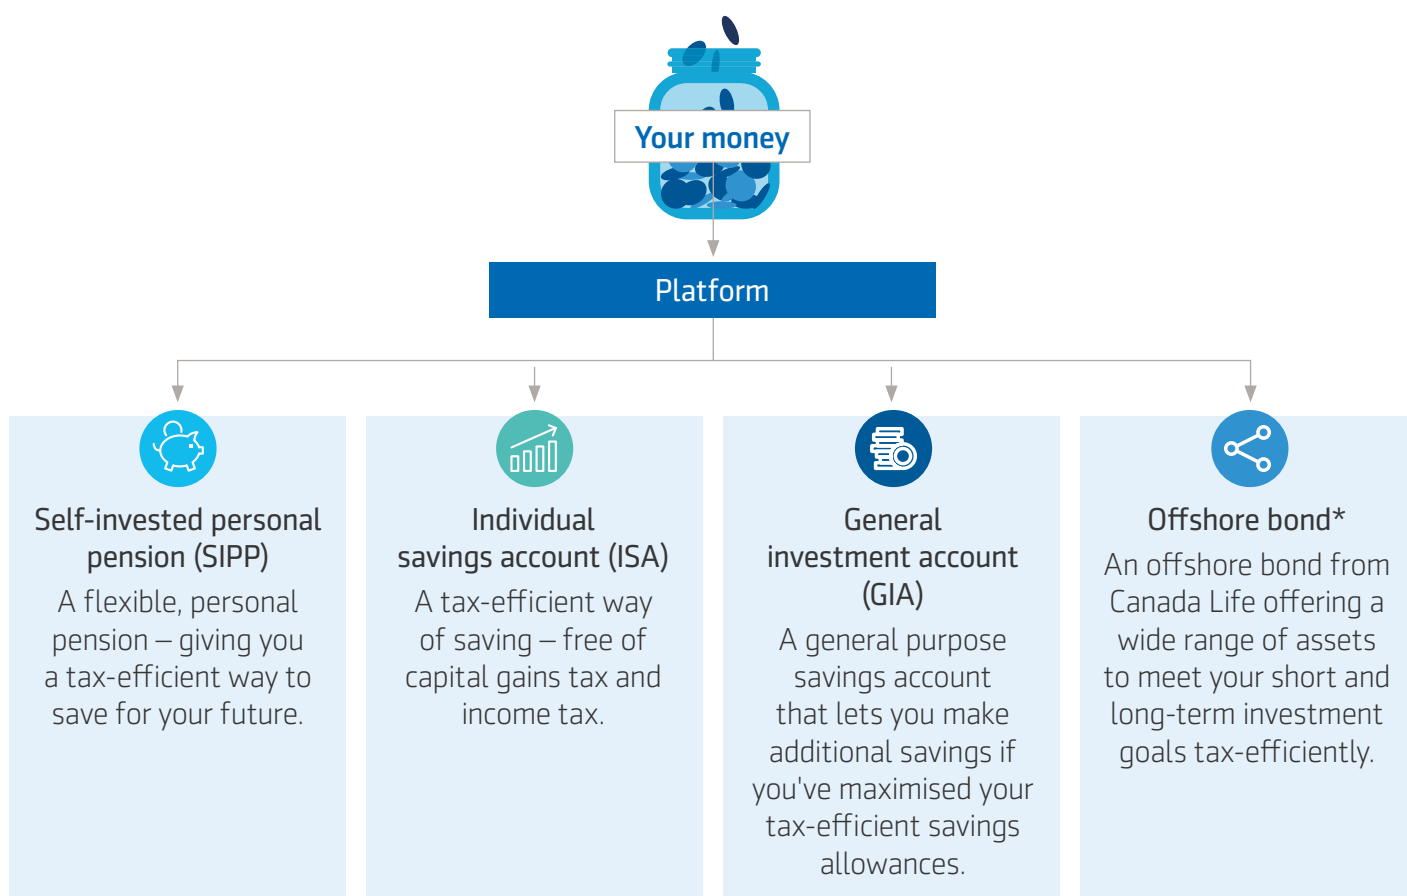 Your money
Platform
Self-invested personal
pension (SIPP)
A flexible, personal
pension – giving you
a tax-efficient way to
save for your future.
Individual
savings account (ISA)
A tax-efficient way
of saving – free of
capital gains tax and
income tax.
General
investment account
(GIA)
A general purpose
savings account
that lets you make
additional savings if
you've maximised your
tax-efficient savings
allowances.
Offshore bond*
An offshore bond from
Canada Life offering a
wide range of assets
to meet your short and
long-term investment
goals tax-efficiently.